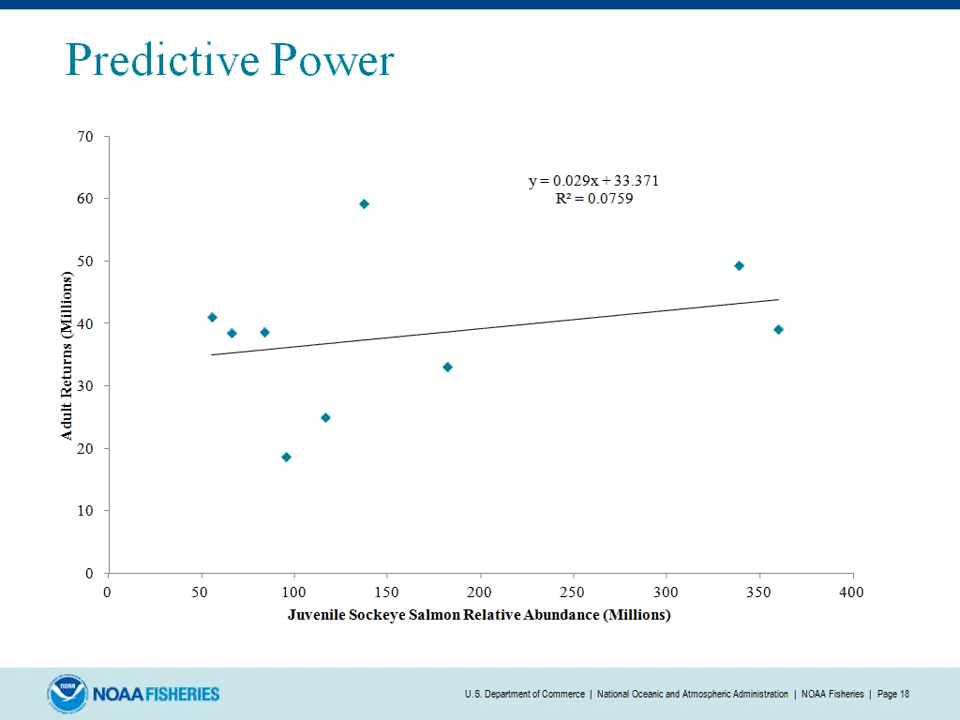 Predictive Power
70
60
50
40
30
20
10
0
Adult Returns (Millions)
y = 0.029x + 33.371
R² = 0.0759
0 50 100 150 200 250 300 350 400
Juvenile Sockeye Salmon Relative Abundance (Millions)
NOAA
NOAA FISHERIES
U.S. Department of Commerce | National Oceanic and Atmospheric Administration | NOAA Fisheries | Page 18